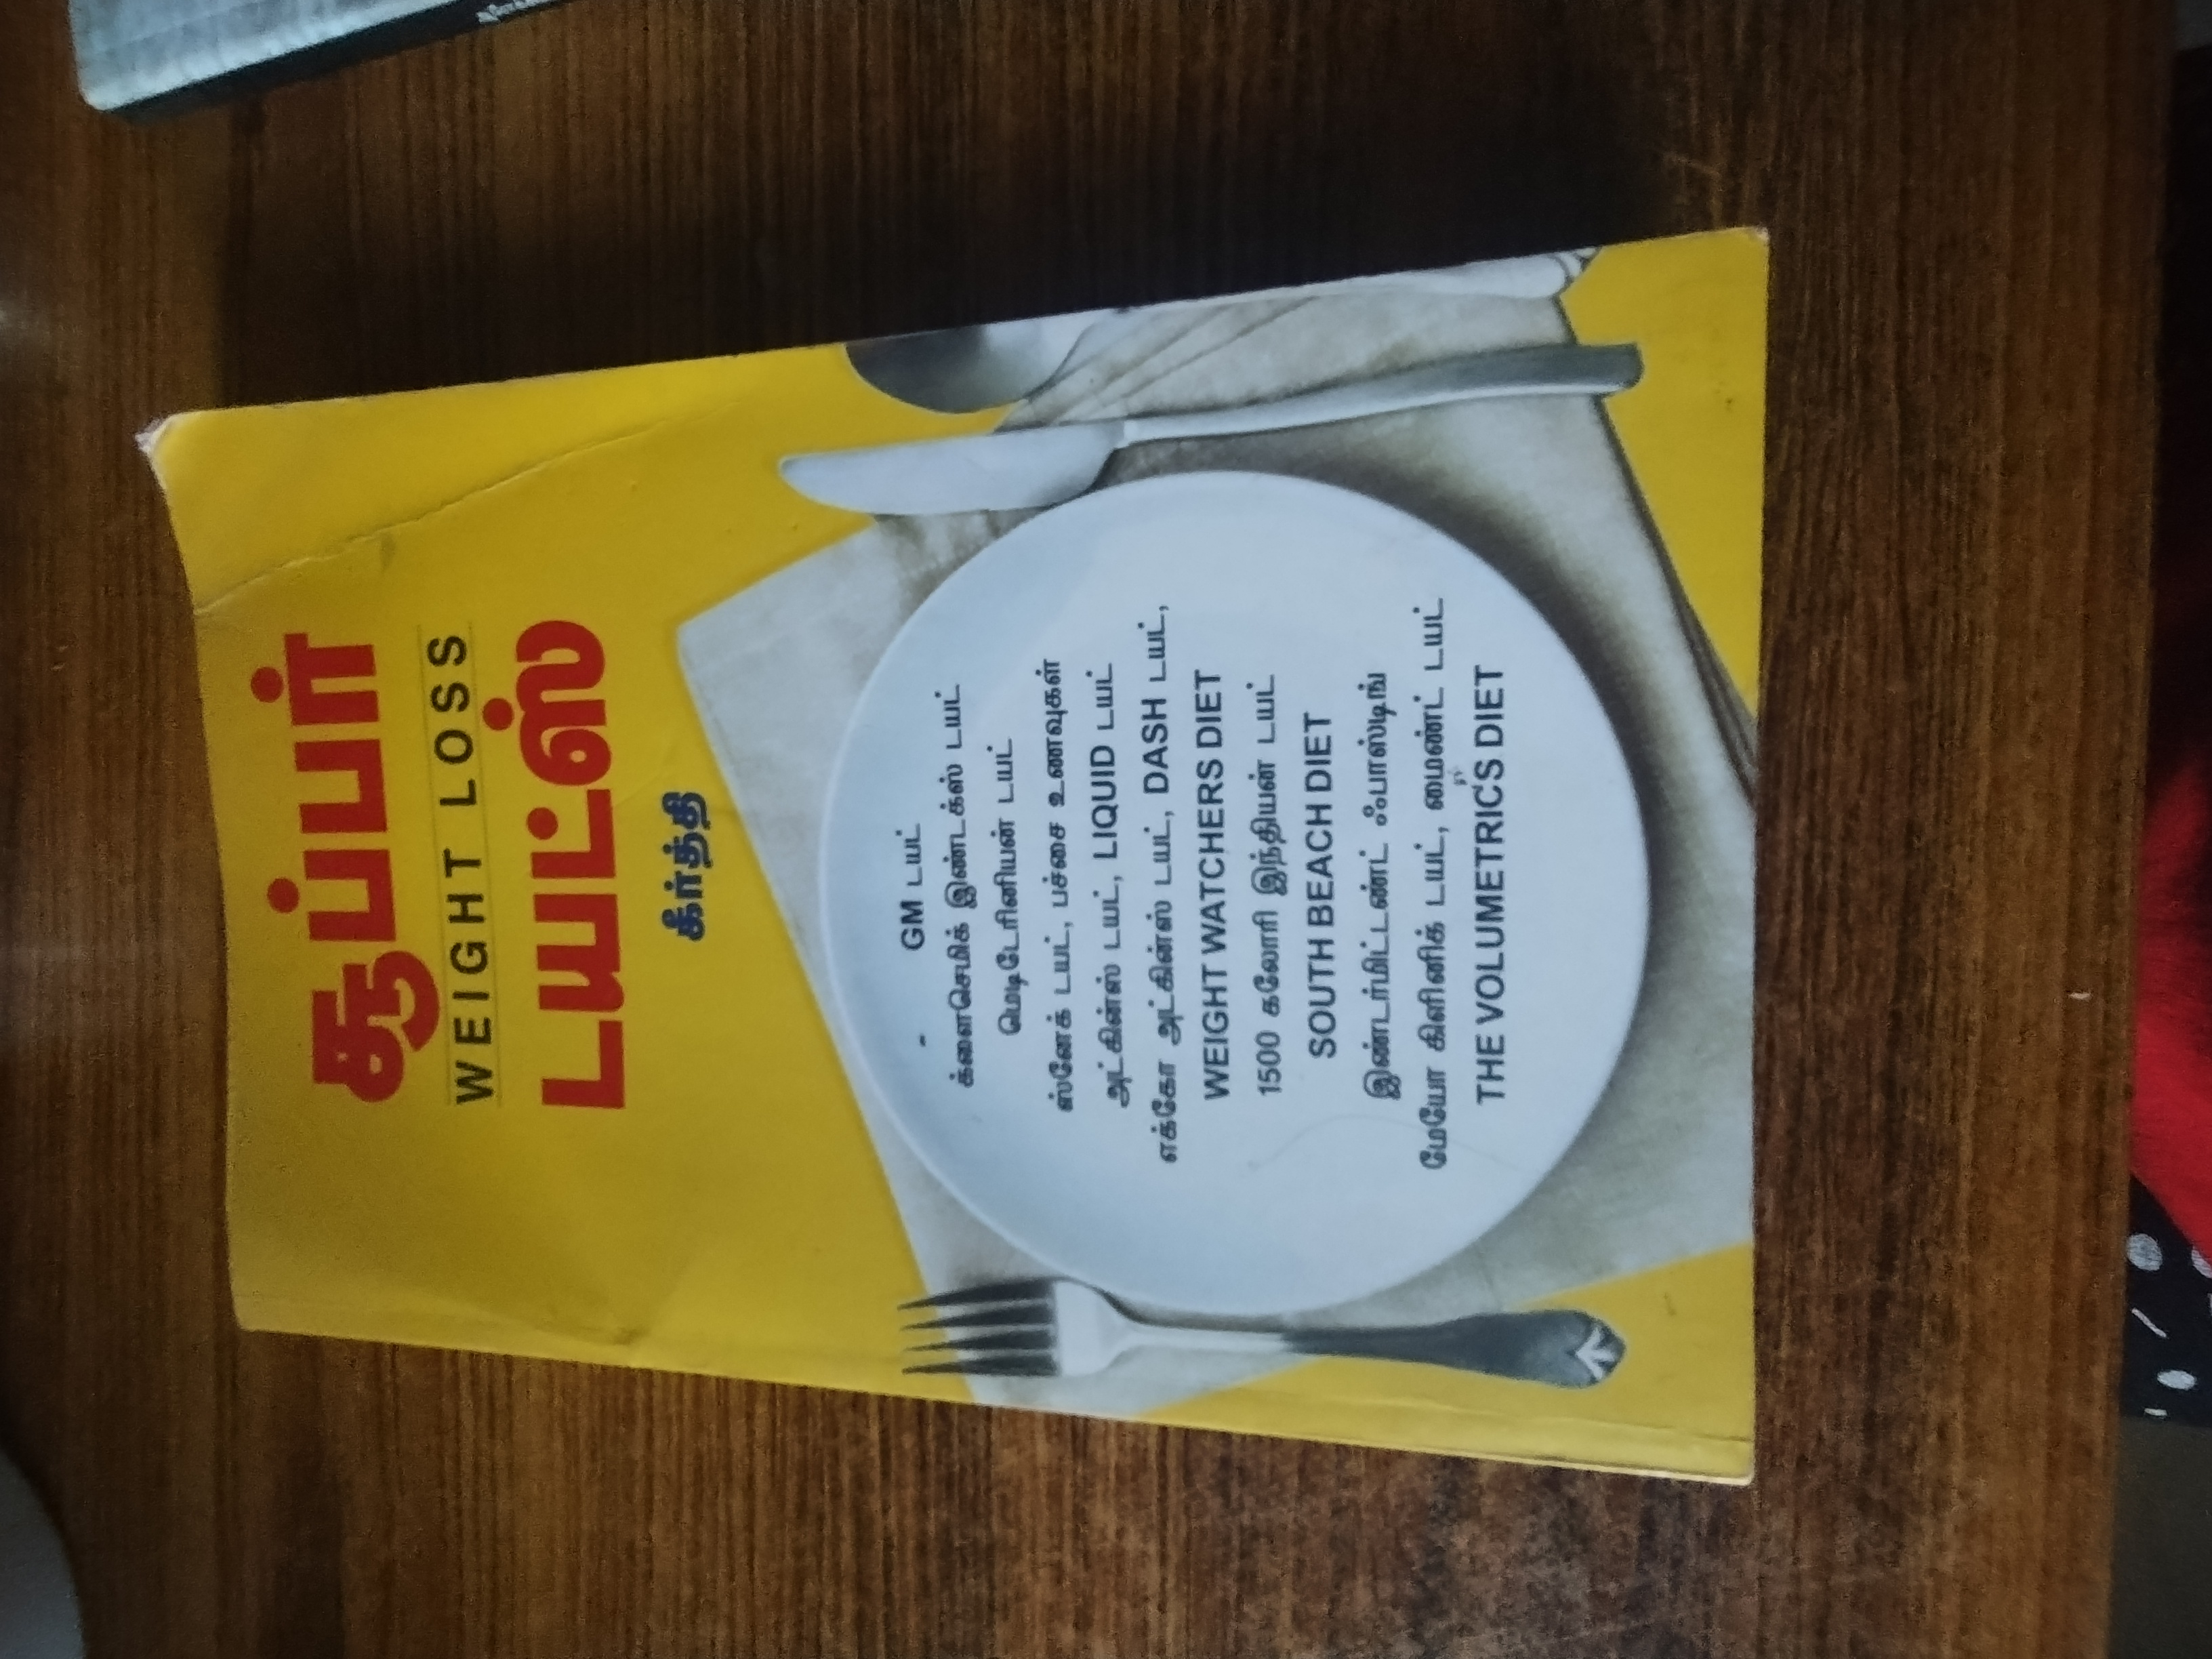 சூப்பர்
WEIGHT LOSS
டயட்ஸ்
கீர்த்தி
GM டயட்
க்ளைசெமிக் இண்டக்ஸ் டயட்
மெடிடேரினியன் டயட்
ஸ்னேக் டயட், பச்சை உணவுகள்
அட்கின்ஸ் டயட், LIQUID டயட்
எக்கோ அட்கின்ஸ் டயட், DASH டயட்,
WEIGHT WATCHERS DIET
1500 கலோரி இந்தியன் டயட்
SOUTH BEACH DIET
இண்டர்மிட்டண்ட் ஃபாஸ்டிங்
மேயோ கிளினிக் டயட், மைண்ட் டயட்
THE VOLUMETRICS DIET